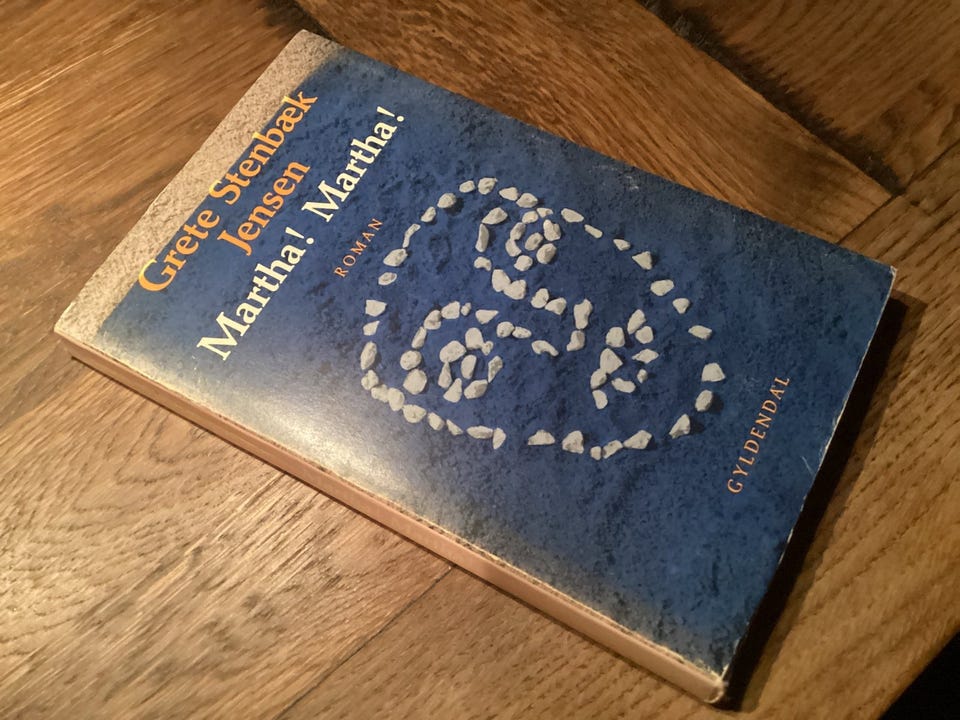 Grete Stenbæk
Jensen
Martha! Martha!
ROMAN
GYLDENDAL